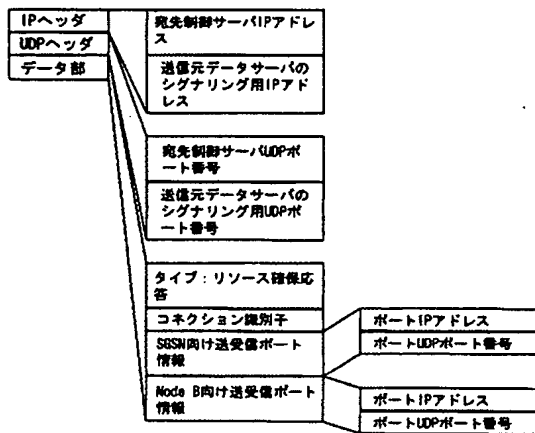 IPヘッダ
UDPヘッダ
データ部
宛先制御サーバIPアドレ
ス
送信元データサーバの
シグナリング用IPアド
レス
宛先制御サーバUDPポ
ート番号
送信元データサーバの
シグナリング用UDPポ
ート番号
タイプ：リソース確保応
答
コネクション識別子
SGSN向け送受信ポート
情報
Node B向け送受信ポート
情報
ポートIPアドレス
ポートUDPポート番号
ポートIPアドレス
ポートUDPポート番号